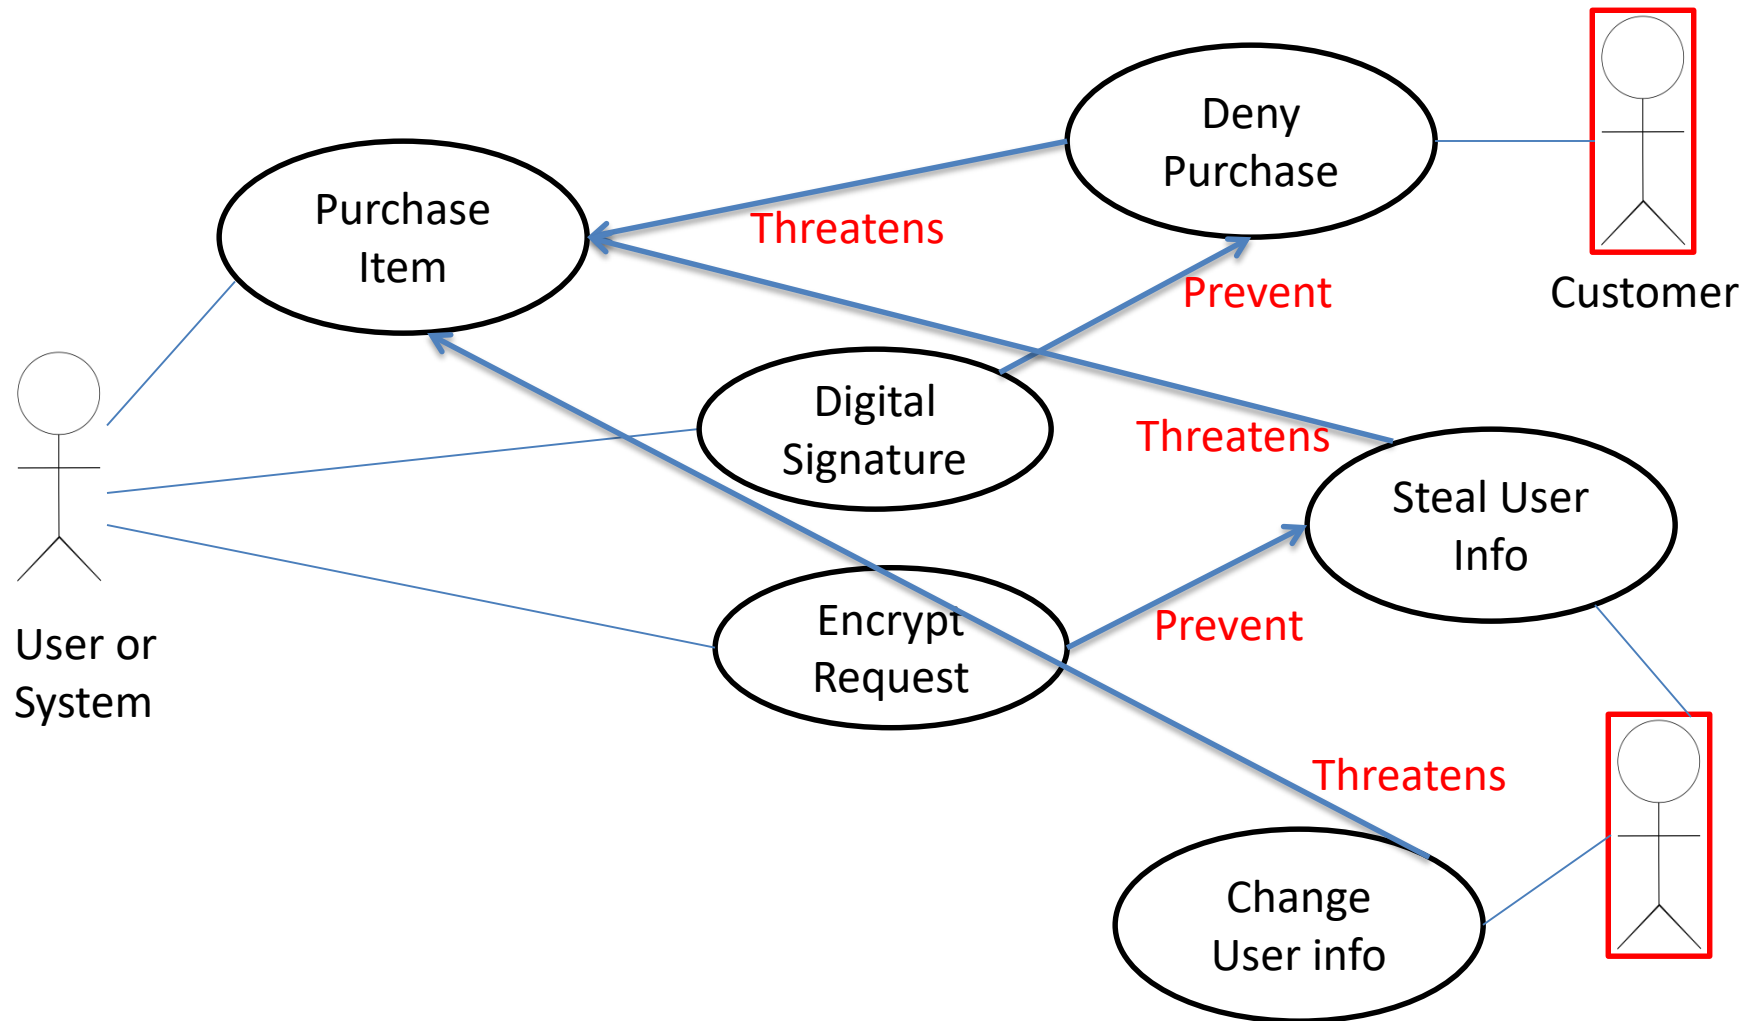 Deny
Purchase
Purchase
Item
Threatens
Prevent
Customer
Digital
Signature
Threatens
Steal User
Info
Encrypt
Request
Prevent
User or
System
Threatens
Change
User info